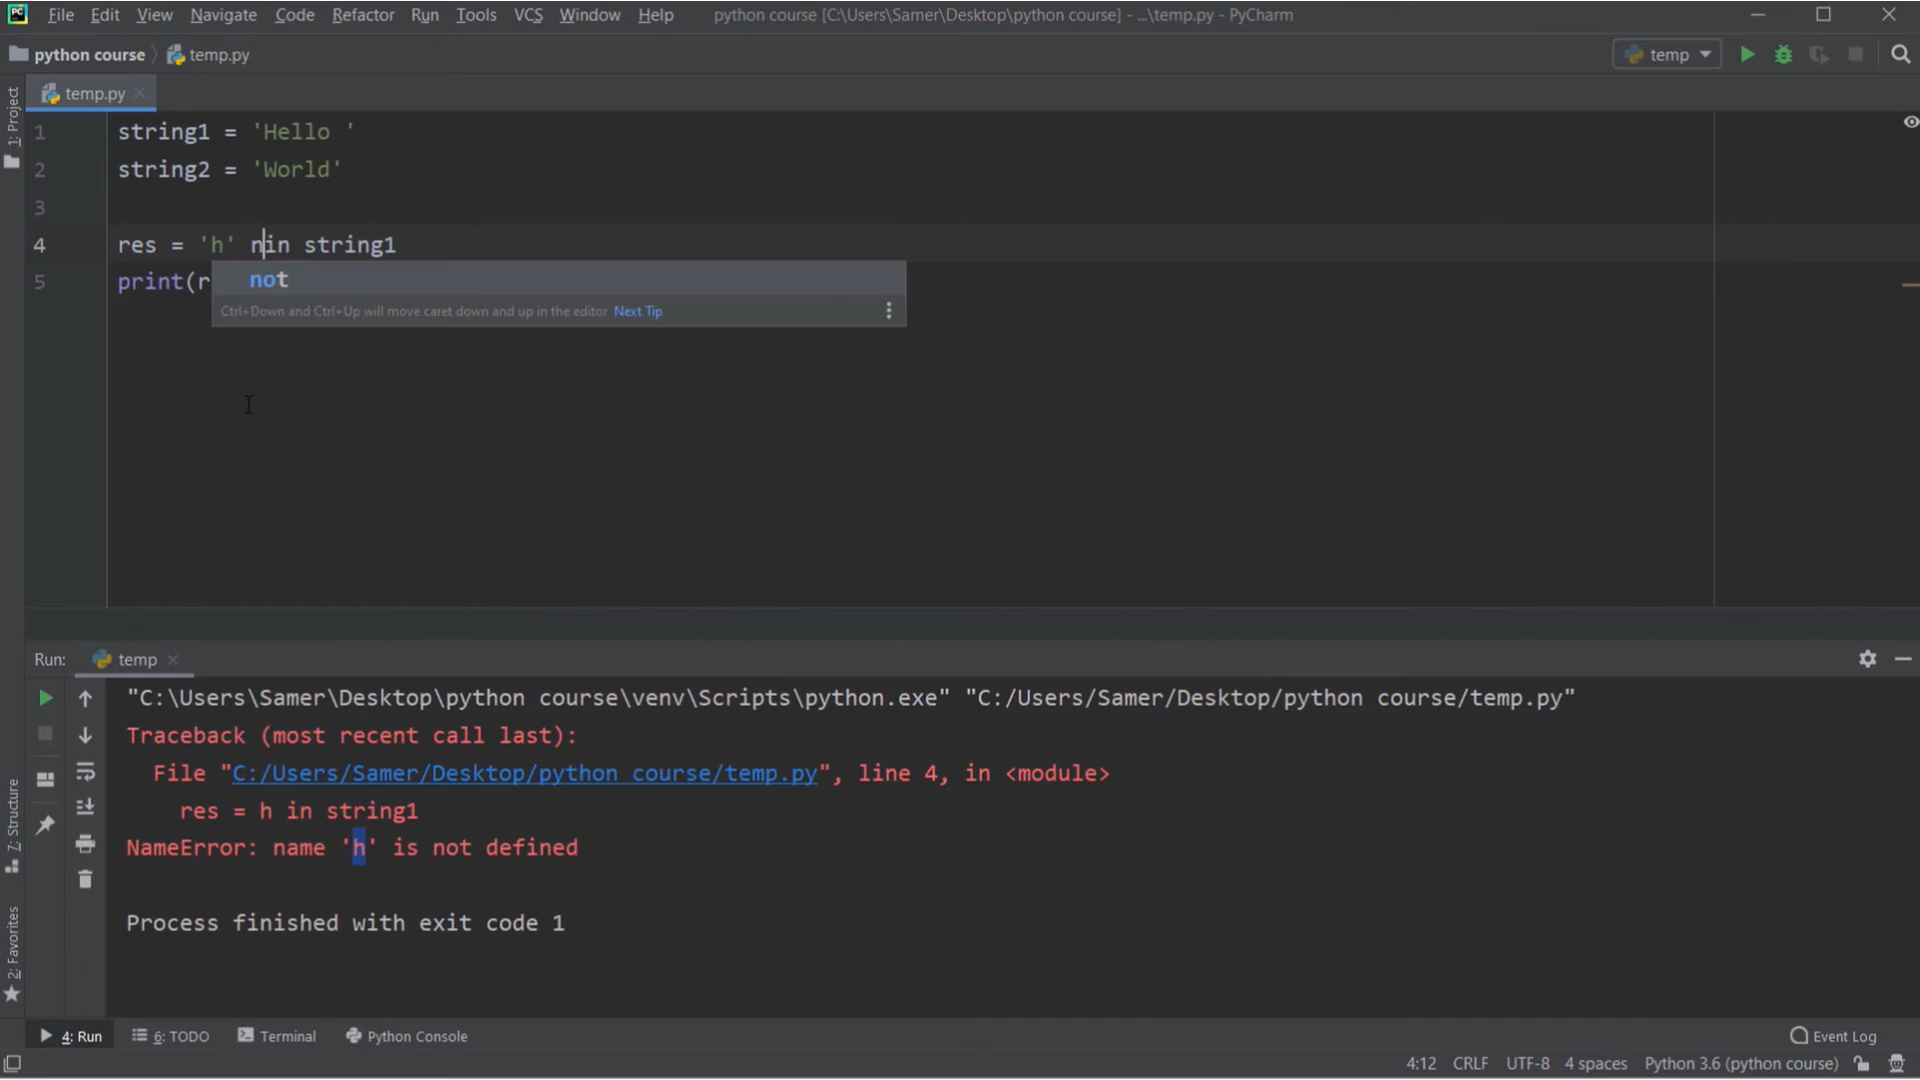 PC File Edit View Navigate Code Refactor Run Tools VCS Window Help python course [C:\Users\Samer\Desktop\python course] - ...\temp.py - PyCharm
python course temp.py temp
temp.py
1: Project
1 string1 = 'Hello '
2 string2 = 'World'
3
4 res = 'h' nin string1
5 print(r
not
Ctrl+Down and Ctrl+Up will move caret down and up in the editor Next Tip
Run: temp
"C:\Users\Samer\Desktop\python course\venv\Scripts\python.exe" "C:/Users/Samer/Desktop/python course/temp.py"
Traceback (most recent call last):
File "C:/Users/Samer/Desktop/python course/temp.py", line 4, in <module>
res = h in string1
NameError: name 'h' is not defined
Process finished with exit code 1
7: Structure
2: Favorites
4: Run 6: TODO Terminal Python Console Event Log
4:12 CRLF UTF-8 4 spaces Python 3.6 (python course)